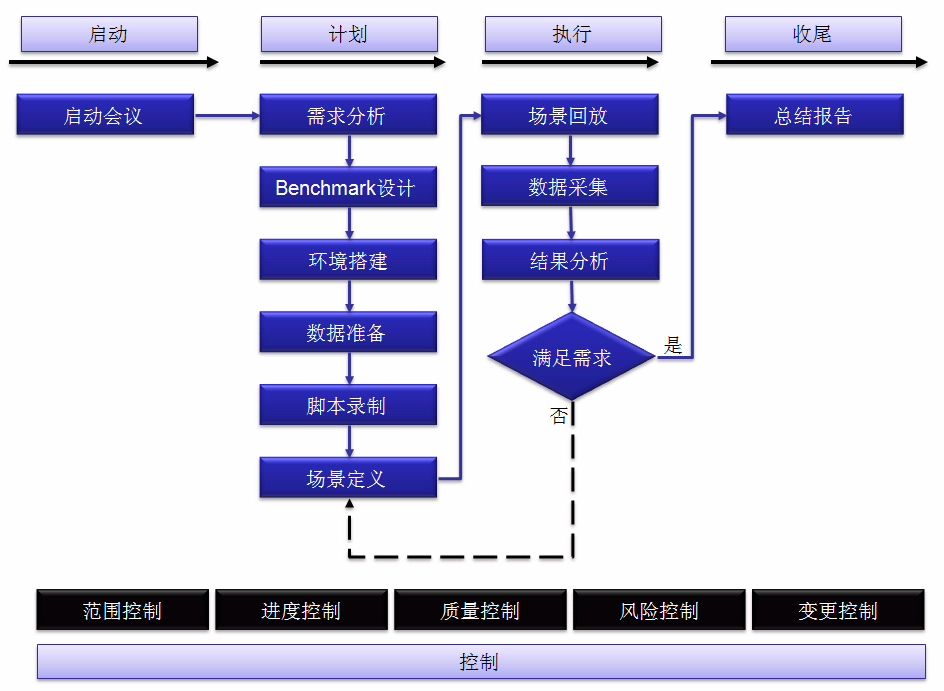 启动
计划
执行
收尾
启动会议
需求分析
场景回放
总结报告
Benchmark设计
数据采集
环境搭建
结果分析
数据准备
满足需求
是
脚本录制
否
场景定义
范围控制
进度控制
质量控制
风险控制
变更控制
控制